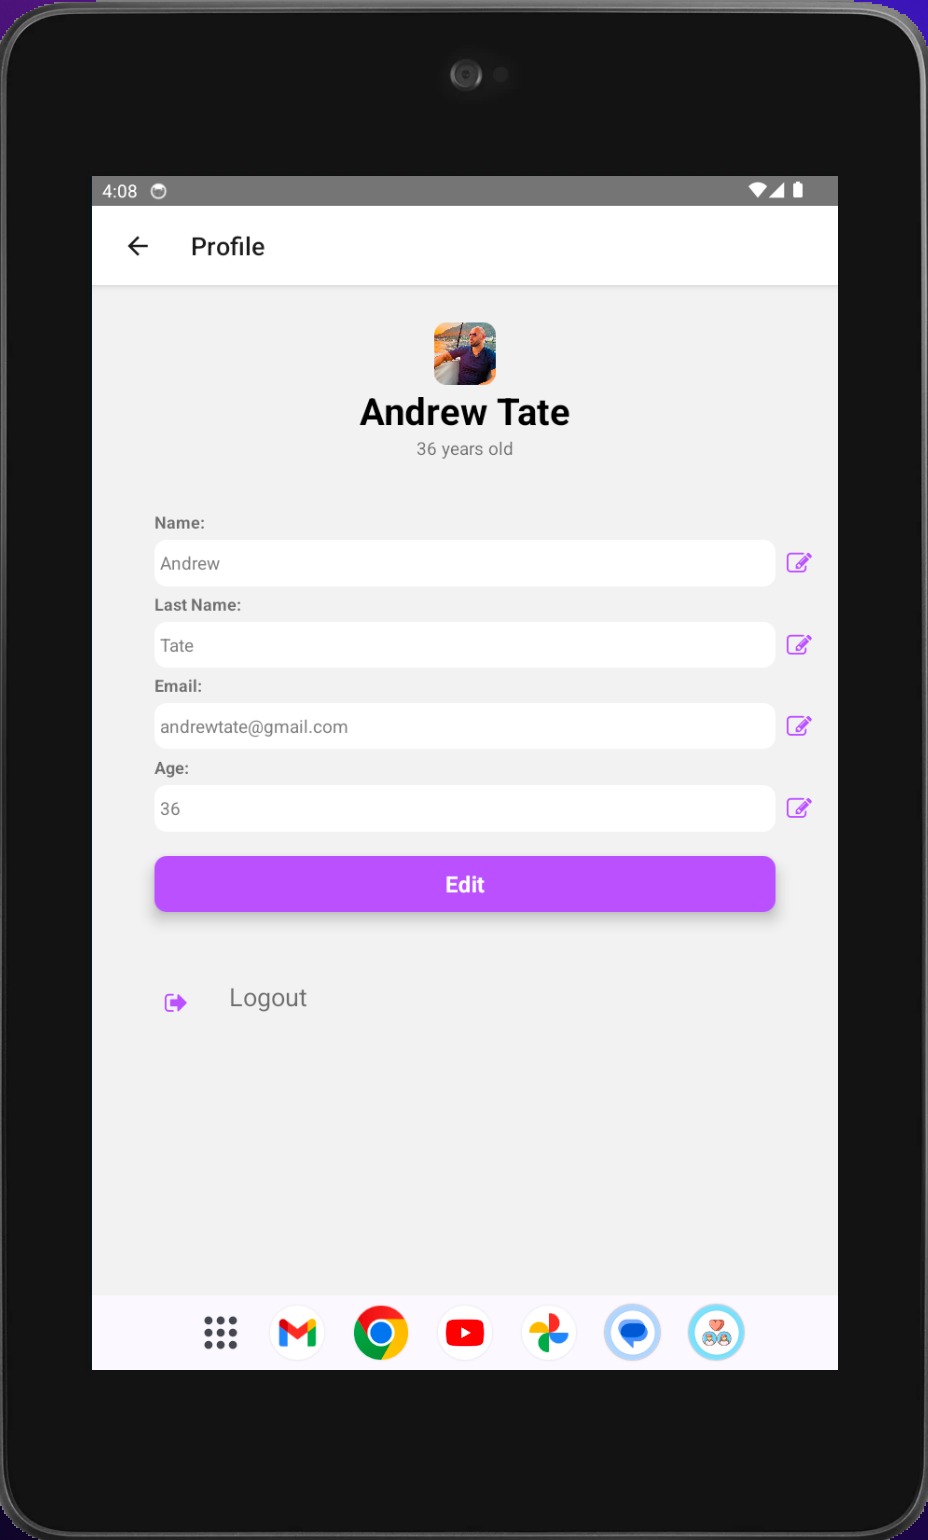 4:08
Profile
Andrew Tate
36 years old
Name:
Andrew
Last Name:
Tate
Email:
andrewtate@gmail.com
Age:
36
Edit
Logout